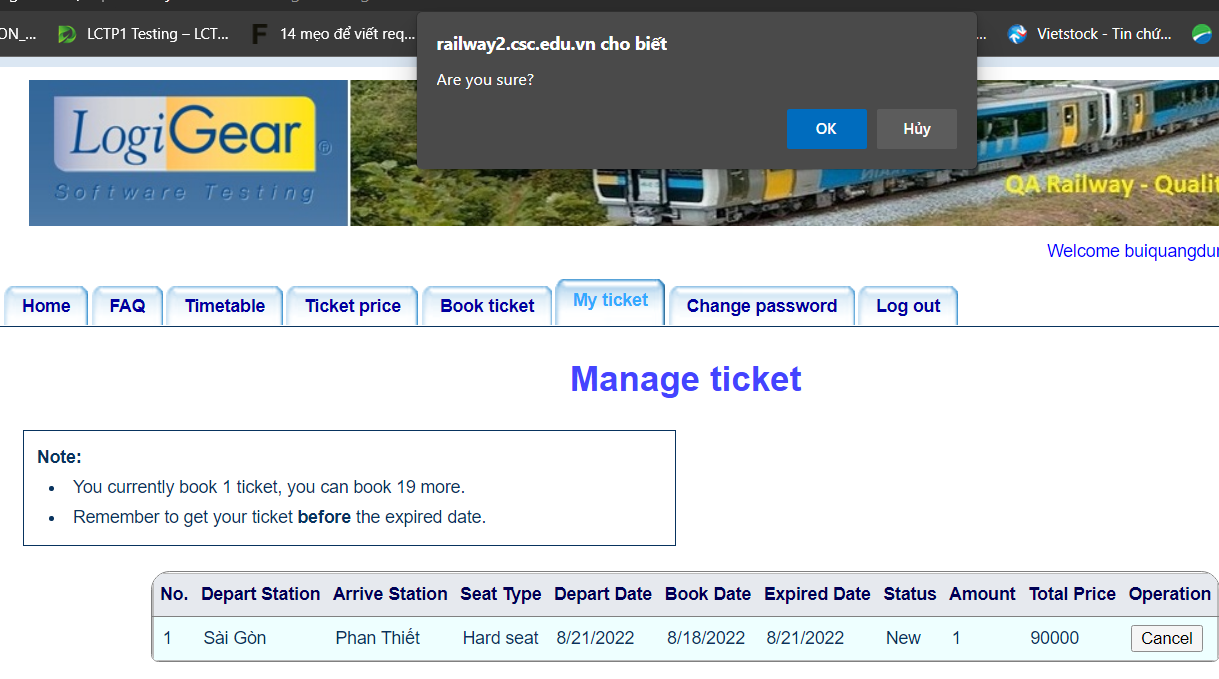 ON_...
LCTP1 Testing – LCT...
14 mẹo để viết req...
...
Vietstock - Tin chứ...
railway2.csc.edu.vn cho biết
Are you sure?
OK
Hủy
LogiGear®
Software Testing
QA Railway - Qualit
Welcome buiquangdu
Home
FAQ
Timetable
Ticket price
Book ticket
My ticket
Change password
Log out
Manage ticket
Note:
• You currently book 1 ticket, you can book 19 more.
• Remember to get your ticket before the expired date.
No. Depart Station Arrive Station Seat Type Depart Date Book Date Expired Date Status Amount Total Price Operation
1 Sài Gòn Phan Thiết Hard seat 8/21/2022 8/18/2022 8/21/2022 New 1 90000 Cancel